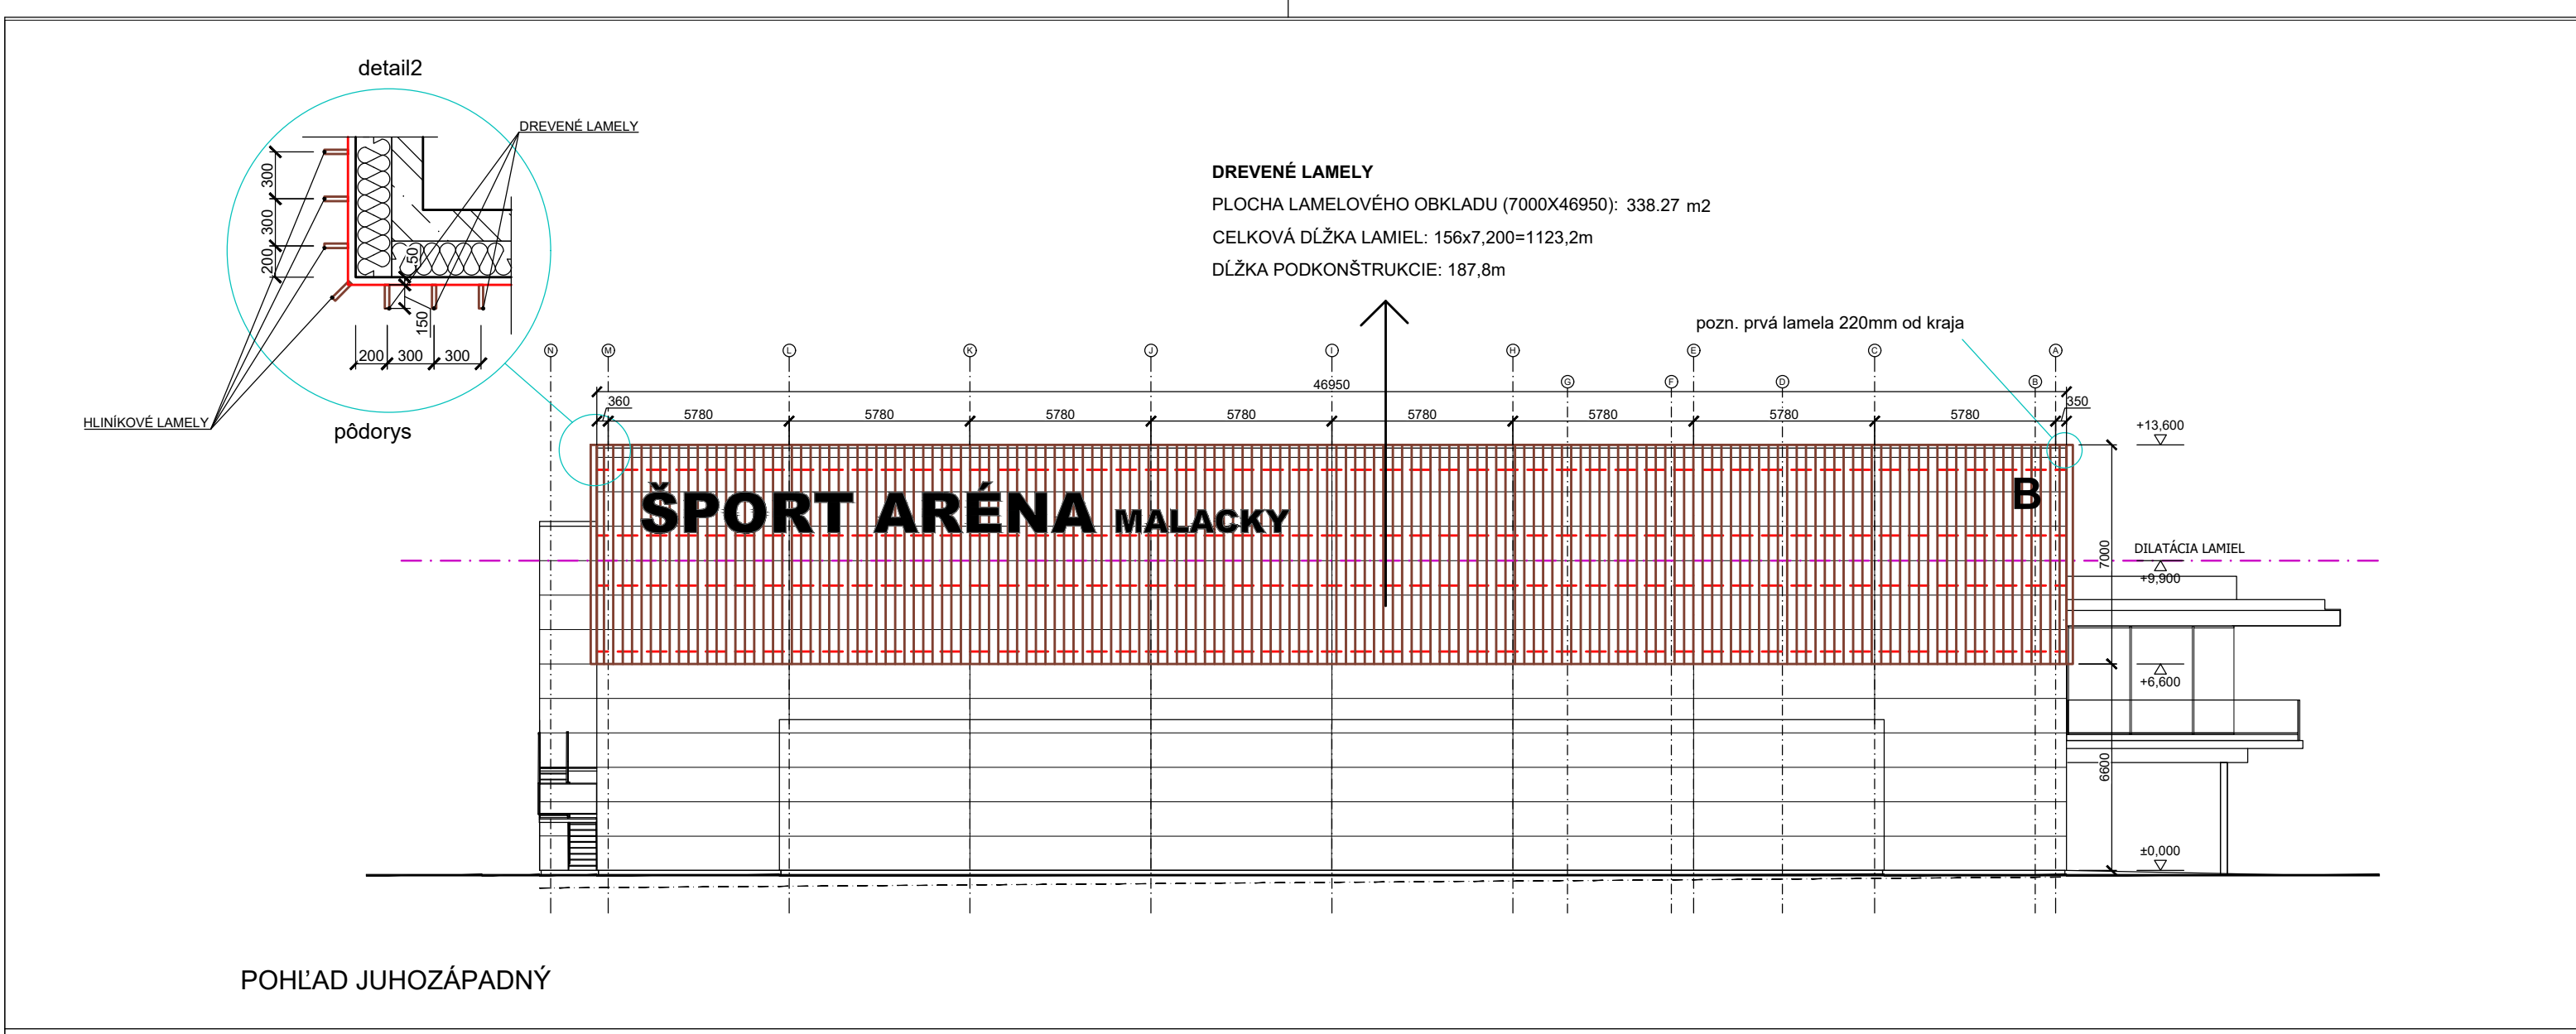 detail2
DREVENÉ LAMELY
300
300
200
150
150
200 300 300
HLINÍKOVÉ LAMELY
pôdorys
DREVENÉ LAMELY
PLOCHA LAMELOVÉHO OBKLADU (7000X46950): 338.27 m2
CELKOVÁ DĹŽKA LAMIEL: 156x7,200=1123,2m
DĹŽKA PODKONŠTRUKCIE: 187,8m
pozn. prvá lamela 220mm od kraja
N M L K J I H E C A
G F D B
46950
360 5780 5780 5780 5780 5780 5780 5780 5780 350
+13,600
ŠPORT ARÉNA MALACKY
B
7000
DILATÁCIA LAMIEL
+9,900
+6,600
6600
±0,000
POHĽAD JUHOZÁPADNÝ